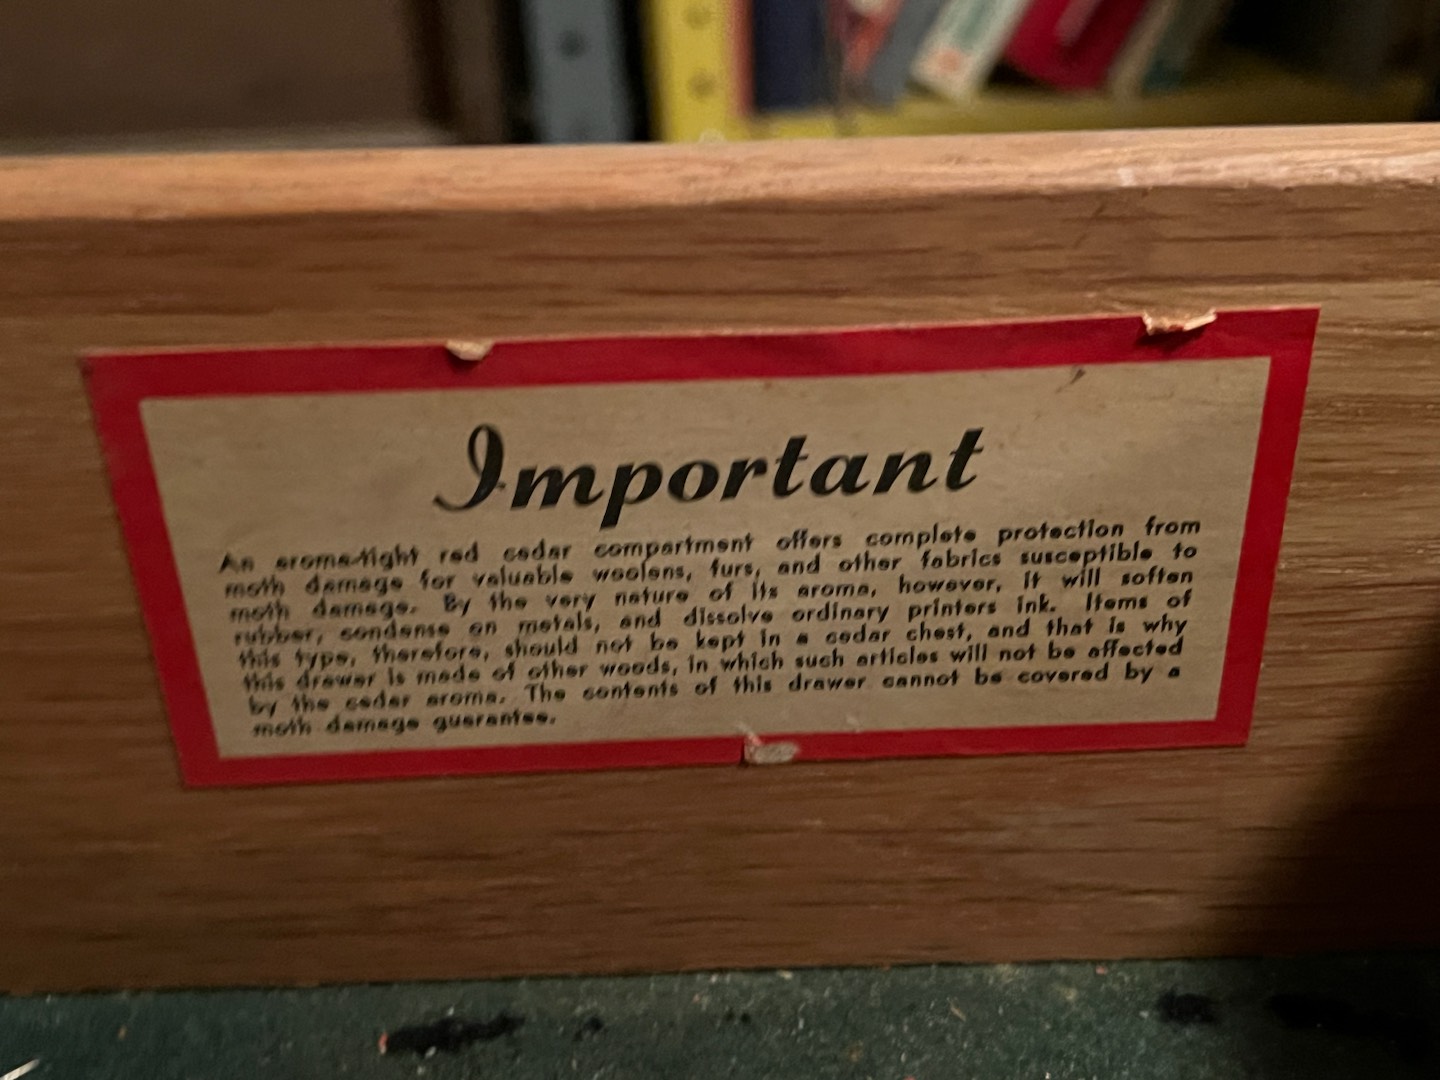 Important
An aroma-tight red cedar compartment offers complete protection from
moth damage for valuable woolens, furs, and other fabrics susceptible to
moth damage. By the very nature of its aroma, however, it will soften
rubber, condense on metals, and dissolve ordinary printers ink. Items of
this type, therefore, should not be kept in a cedar chest, and that is why
this drawer is made of other woods, in which such articles will not be affected
by the cedar aroma. The contents of this drawer cannot be covered by a
moth damage guarantee.